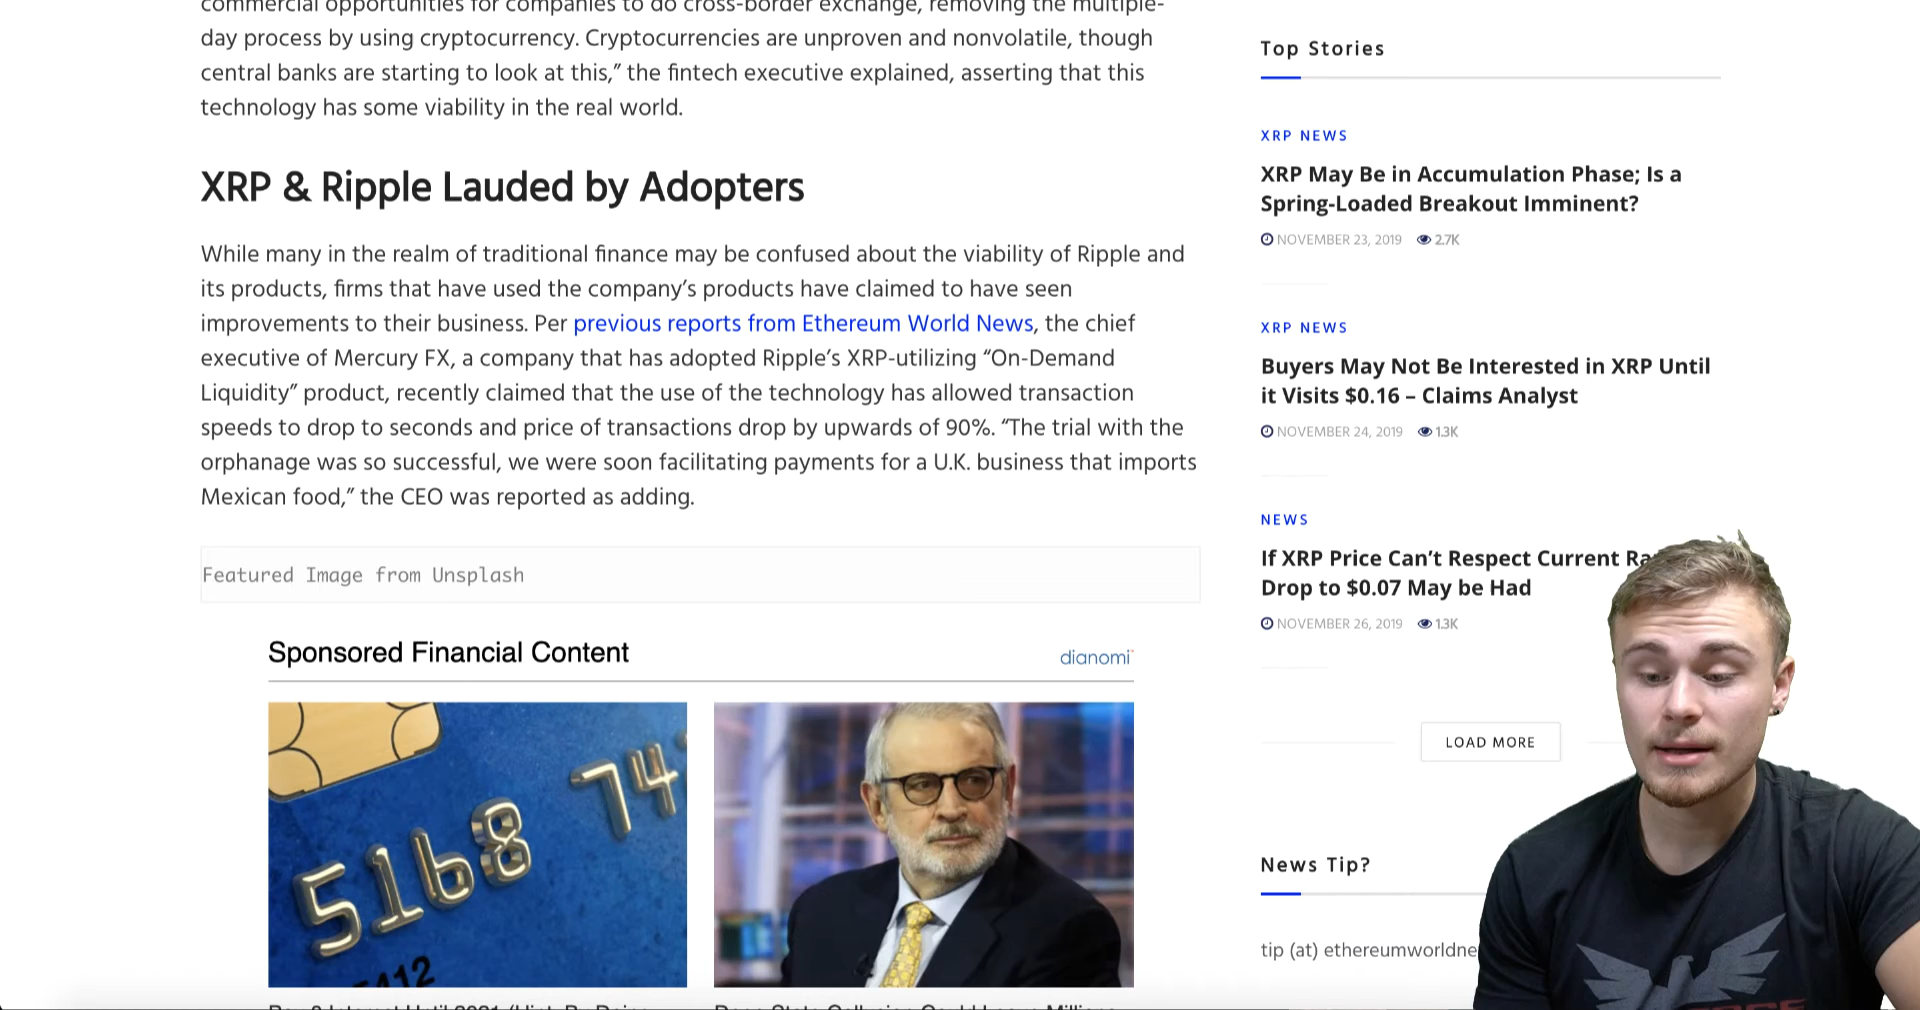 commercial opportunities for companies to do cross-border exchange, removing the multiple-
day process by using cryptocurrency. Cryptocurrencies are unproven and nonvolatile, though
central banks are starting to look at this,” the fintech executive explained, asserting that this
technology has some viability in the real world.
XRP & Ripple Lauded by Adopters
While many in the realm of traditional finance may be confused about the viability of Ripple and
its products, firms that have used the company’s products have claimed to have seen
improvements to their business. Per previous reports from Ethereum World News, the chief
executive of Mercury FX, a company that has adopted Ripple’s XRP-utilizing “On-Demand
Liquidity” product, recently claimed that the use of the technology has allowed transaction
speeds to drop to seconds and price of transactions drop by upwards of 90%. “The trial with the
orphanage was so successful, we were soon facilitating payments for a U.K. business that imports
Mexican food,” the CEO was reported as adding.
Featured Image from Unsplash
Sponsored Financial Content
dianomi
5168 74
5412
Top Stories
XRP NEWS
XRP May Be in Accumulation Phase; Is a
Spring-Loaded Breakout Imminent?
NOVEMBER 23, 2019 2.7K
XRP NEWS
Buyers May Not Be Interested in XRP Until
it Visits $0.16 – Claims Analyst
NOVEMBER 24, 2019 1.3K
NEWS
If XRP Price Can’t Respect Current
Drop to $0.07 May be Had
NOVEMBER 26, 2019 1.3K
LOAD MORE
News Tip?
tip (at) ethereumworldne